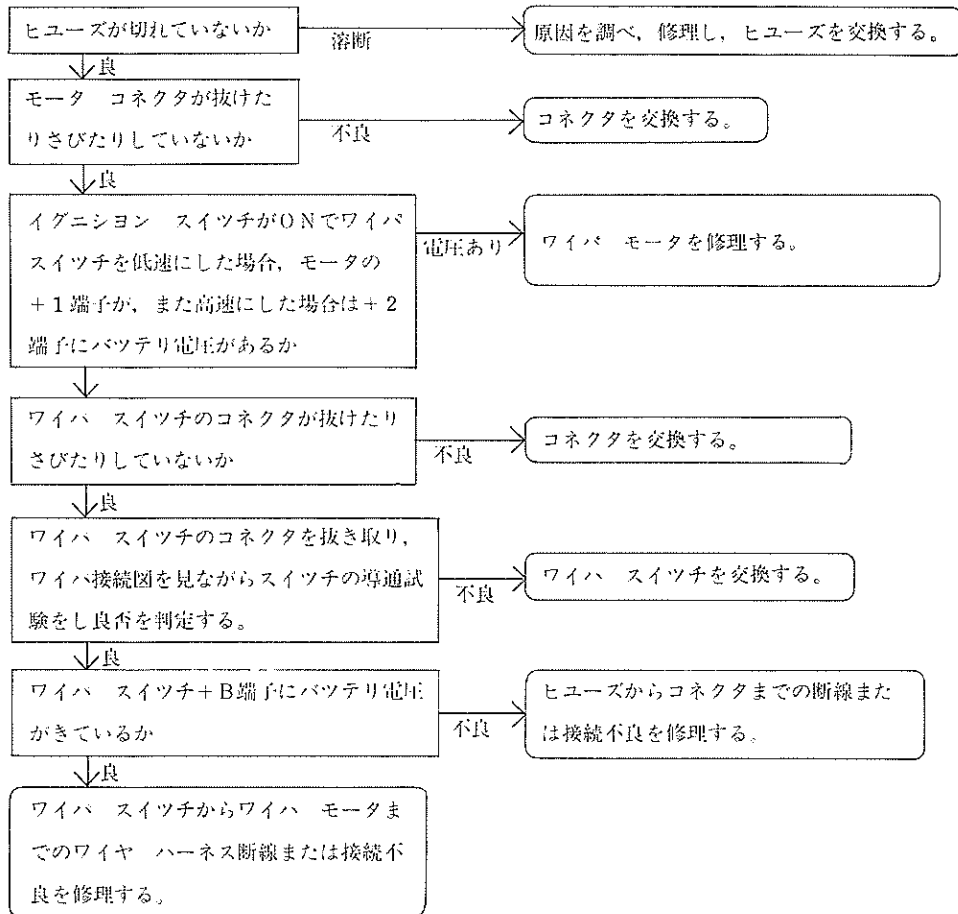 ヒユーズが切れていないか
溶断
原因を調べ，修理し，ヒユーズを交換する。
良
モータ　コネクタが抜けた
りさびたりしていないか
不良
コネクタを交換する。
良
イグニシヨン　スイツチがＯＮでワイパ
スイツチを低速にした場合，モータの
＋１端子が，また高速にした場合は＋２
端子にバツテリ電圧があるか
電圧あり
ワイパ　モータを修理する。
ワイパ　スイツチのコネクタが抜けたり
さびたりしていないか
不良
コネクタを交換する。
良
ワイパ　スイツチのコネクタを抜き取り，
ワイパ接続図を見ながらスイツチの導通試
験をし良否を判定する。
不良
ワイハ　スイツチを交換する。
良
ワイパ　スイツチ＋Ｂ端子にバツテリ電圧
がきているか
不良
ヒユーズからコネクタまでの断線また
は接続不良を修理する。
良
ワイパ　スイツチからワイハ　モータま
でのワイヤ　ハーネス断線または接続不
良を修理する。